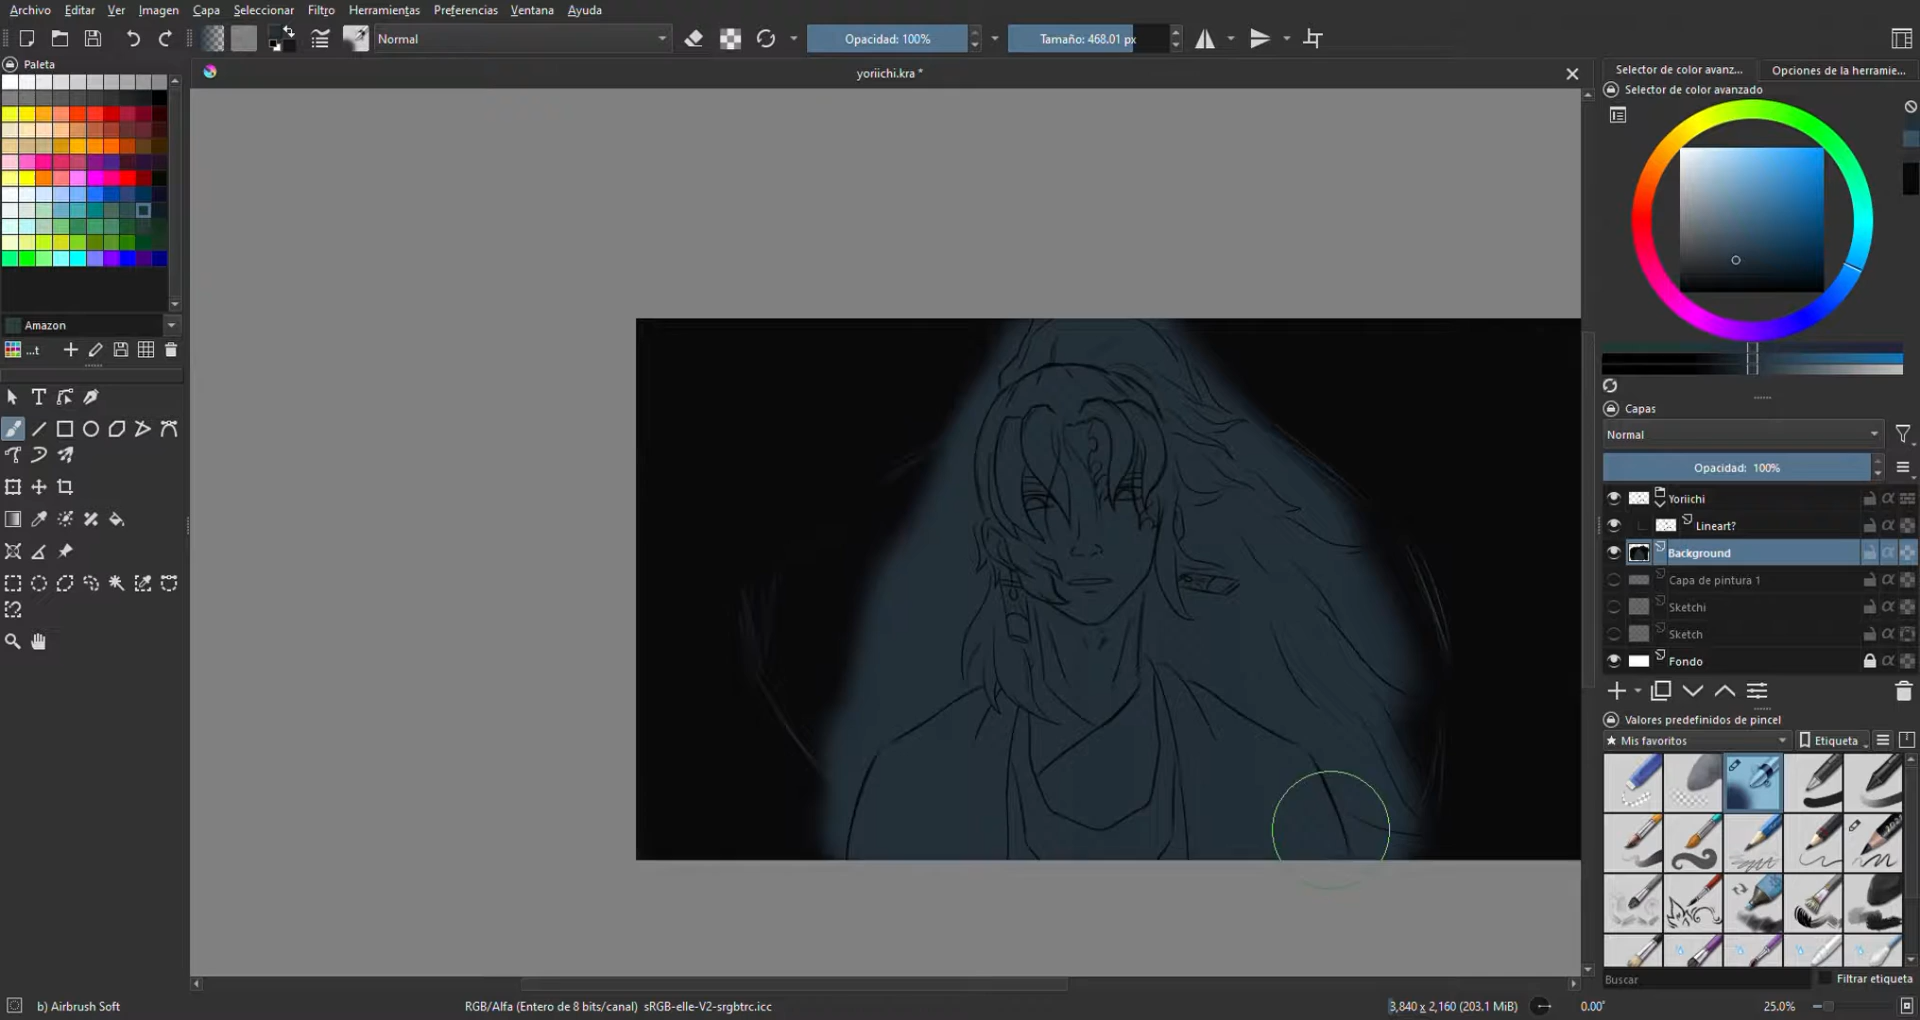 Archivo Editar Ver Imagen Capa Seleccionar Filtro Herramientas Preferencias Ventana Ayuda
Normal
Opacidad: 100%
Tamaño: 468.01 px
Paleta
yoriichi.kra *
Selector de color avanz...
Opciones de la herramie...
Selector de color avanzado
Amazon
...t
Capas
Normal
Opacidad: 100%
Yoriichi
Lineart?
Background
Capa de pintura 1
Sketchi
Sketch
Fondo
Valores predefinidos de pincel
Mis favoritos
Etiqueta
Buscar
Filtrar etiqueta
b) Airbrush Soft
RGB/Alfa (Entero de 8 bits/canal) sRGB-elle-V2-srgbtrc.icc
3,840 x 2,160 (203.1 MiB)
0.00°
25.0%